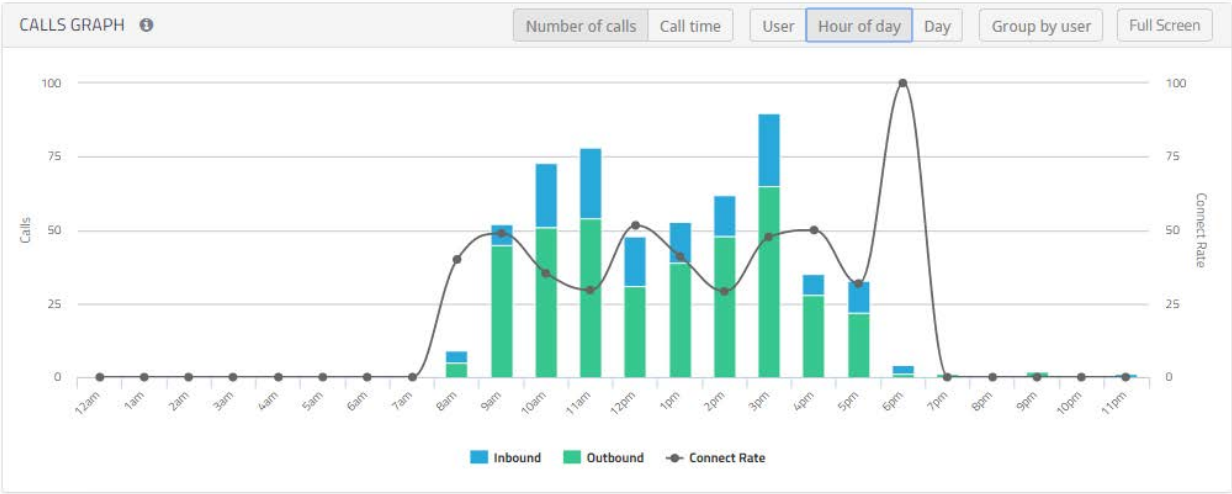 CALLS GRAPH
Number of calls Call time User Hour of day Day Group by user Full Screen
100 100
75 75
50 50
25 25
0 0
Calls
Connect Rate
12am 1am 2am 3am 4am 5am 6am 7am 8am 9am 10am 11am 12pm 1pm 2pm 3pm 4pm 5pm 6pm 7pm 8pm 9pm 10pm 11pm
Inbound Outbound Connect Rate